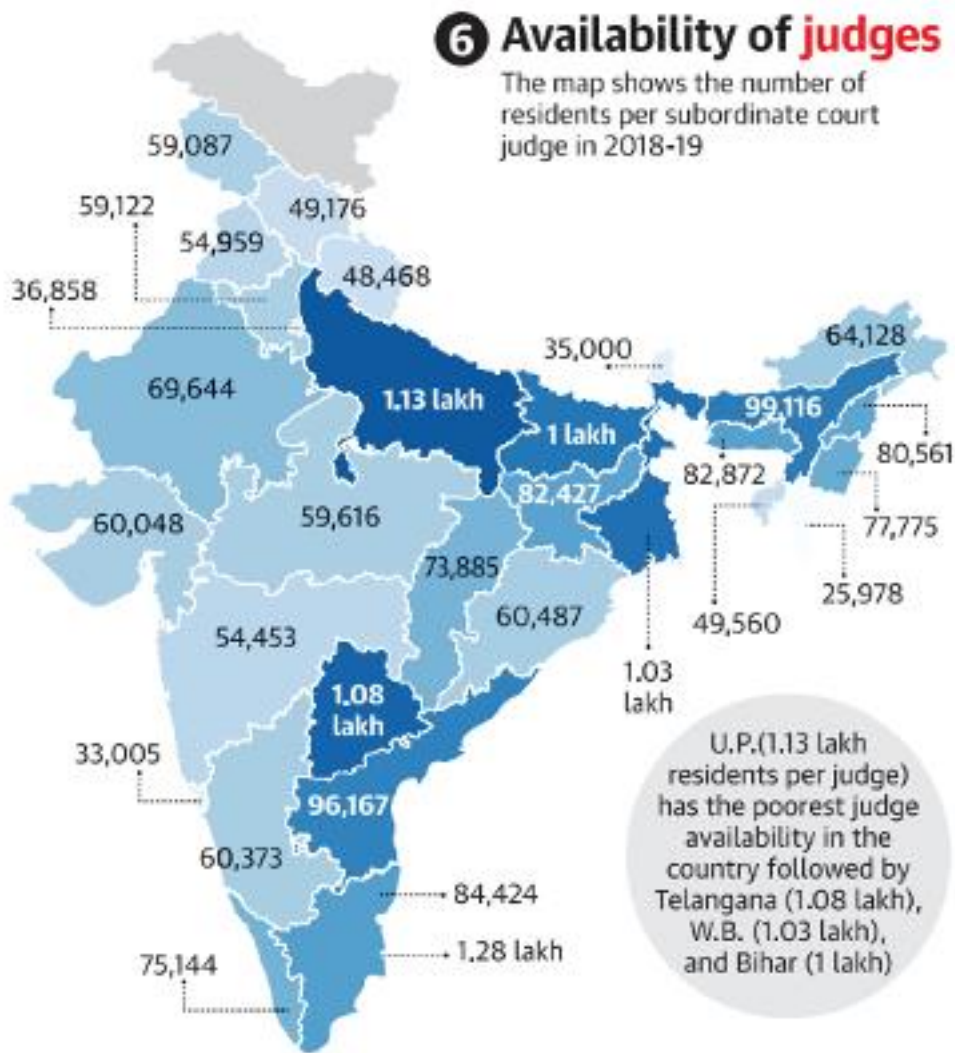 6 Availability of judges
The map shows the number of
residents per subordinate court
judge in 2018-19
59,087
59,122
49,176
54,959
48,468
36,858
35,000
64,128
69,644
1.13 lakh
99,116
1 lakh
80,561
82,872
82,427
60,048
59,616
77,775
73,885
25,978
60,487
49,560
54,453
1.03
lakh
1.08
lakh
33,005
96,167
60,373
84,424
1.28 lakh
75,144
U.P.(1.13 lakh
residents per judge)
has the poorest judge
availability in the
country followed by
Telangana (1.08 lakh),
W.B. (1.03 lakh),
and Bihar (1 lakh)